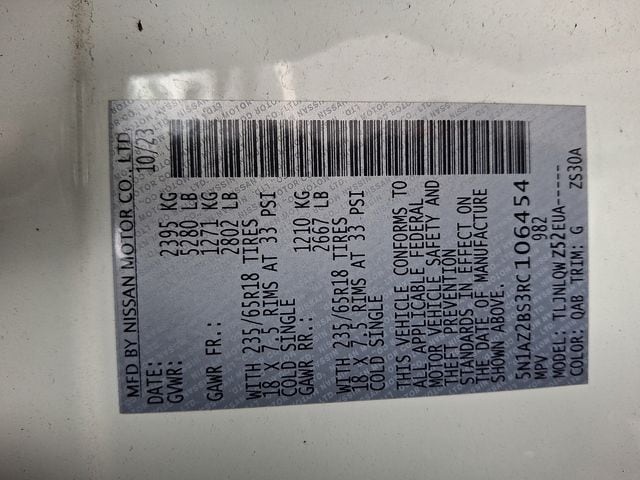 MFD BY NISSAN MOTOR CO., LTD.
DATE: 10/23
GVWR: 2395 KG
5280 LB
GAWR FR.: 1271 KG
2802 LB
WITH 235/65R18 TIRES
18 X 7.5 RIMS AT 33 PSI
COLD SINGLE
GAWR RR.: 1210 KG
2667 LB
WITH 235/65R18 TIRES
18 X 7.5 RIMS AT 33 PSI
COLD SINGLE
THIS VEHICLE CONFORMS TO
ALL APPLICABLE FEDERAL
MOTOR VEHICLE SAFETY AND
THEFT PREVENTION
STANDARDS IN EFFECT ON
THE DATE OF MANUFACTURE
SHOWN ABOVE.
5N1AZ2BS3RC106454
MPV 982
MODEL: TLJNLQWZ52EUA-----
COLOR: QAB TRIM: G ZS30A